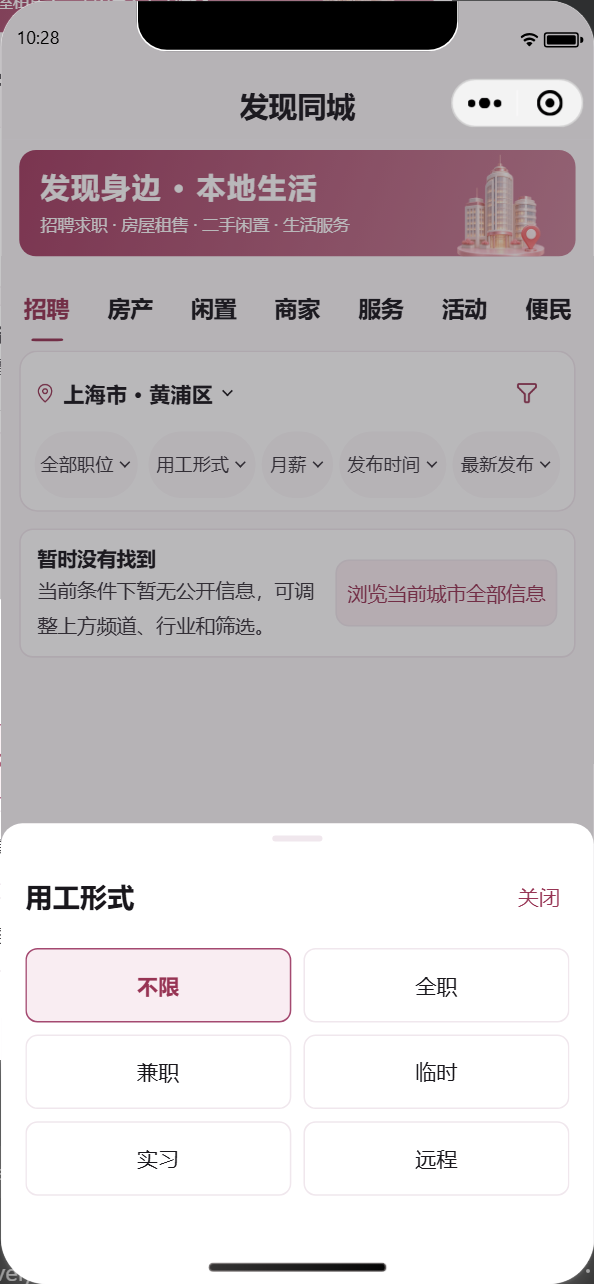 10:28
发现同城
发现身边 · 本地生活
招聘求职 · 房屋租售 · 二手闲置 · 生活服务
招聘 房产 闲置 商家 服务 活动 便民
上海市 · 黄浦区
全部职位 用工形式 月薪 发布时间 最新发布
暂时没有找到
当前条件下暂无公开信息，可调
整上方频道、行业和筛选。
浏览当前城市全部信息
用工形式 关闭
不限 全职
兼职 临时
实习 远程